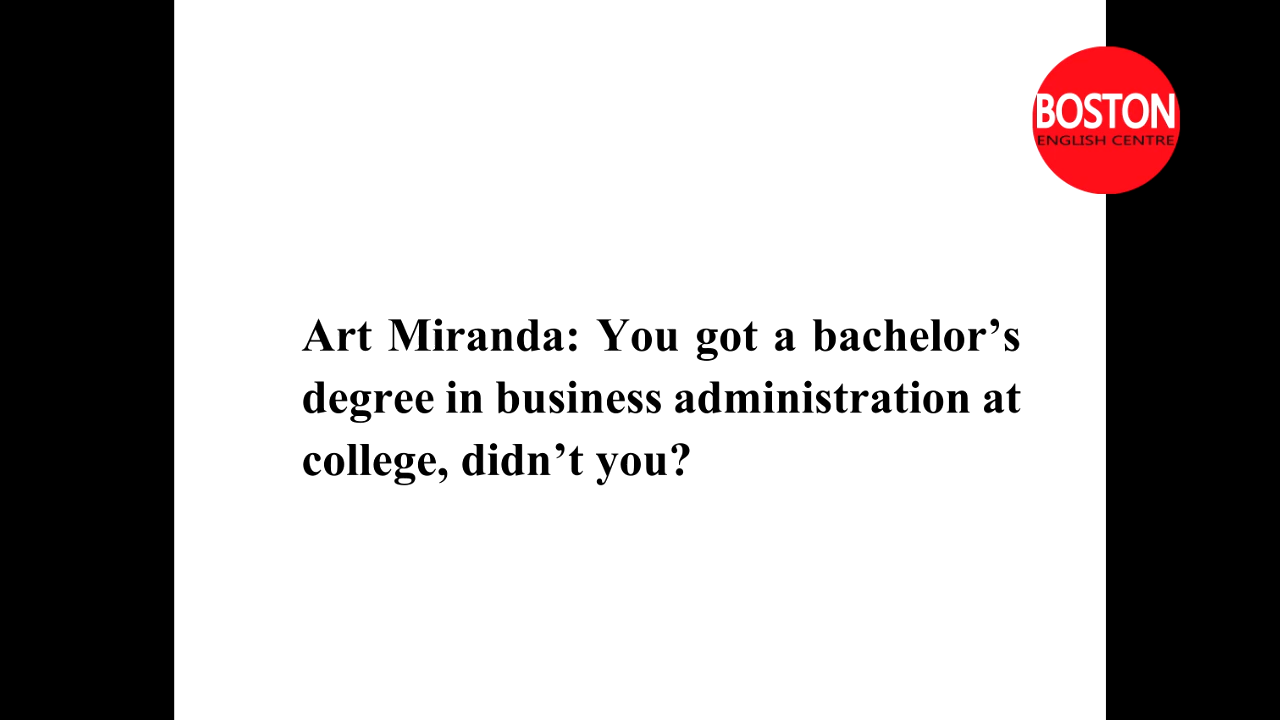 BOSTON
ENGLISH CENTRE
Art Miranda: You got a bachelor’s
degree in business administration at
college, didn’t you?